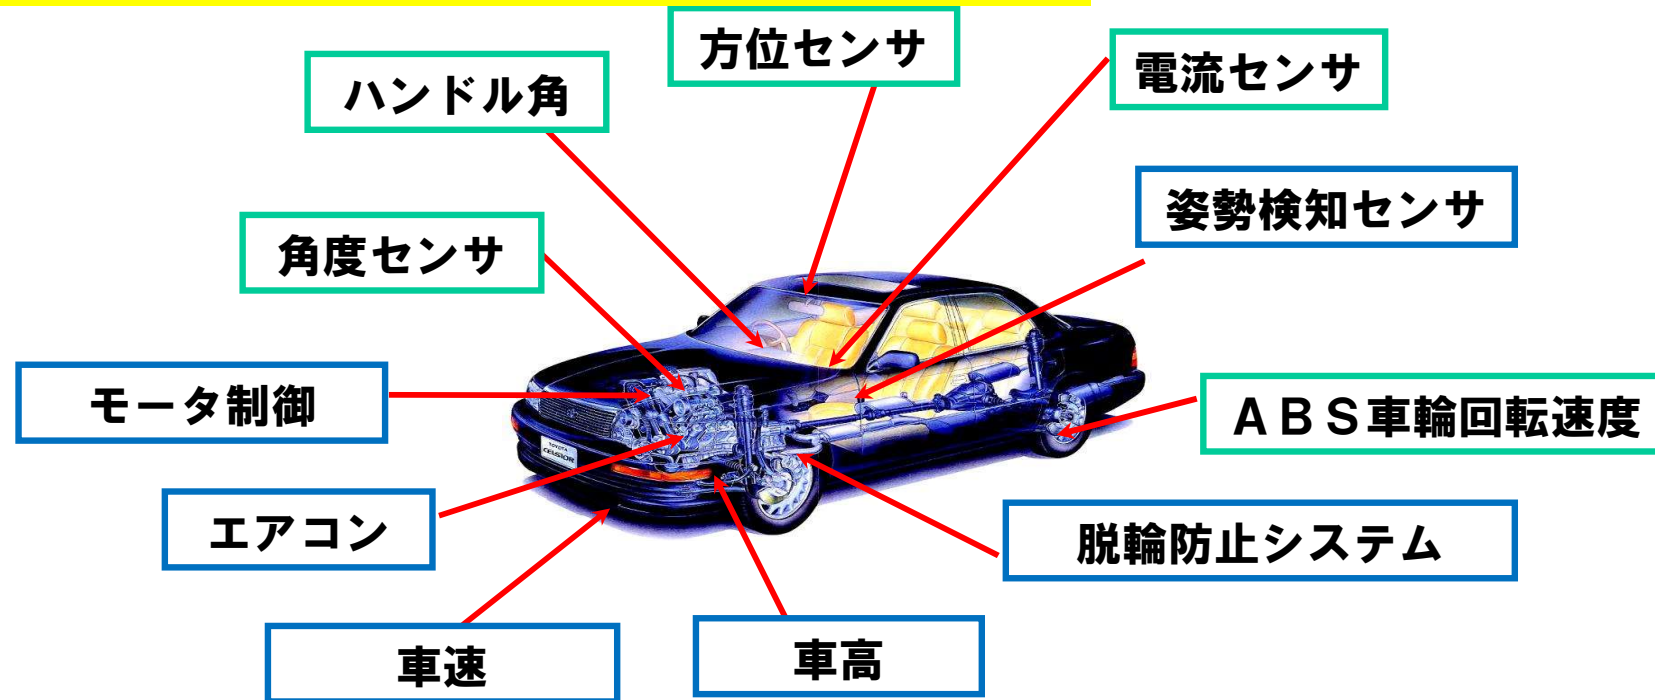 方位センサ
電流センサ
ハンドル角
姿勢検知センサ
角度センサ
モータ制御
ＡＢＳ車輪回転速度
TOYOTA
CELSIOR
エアコン
脱輪防止システム
車速
車高